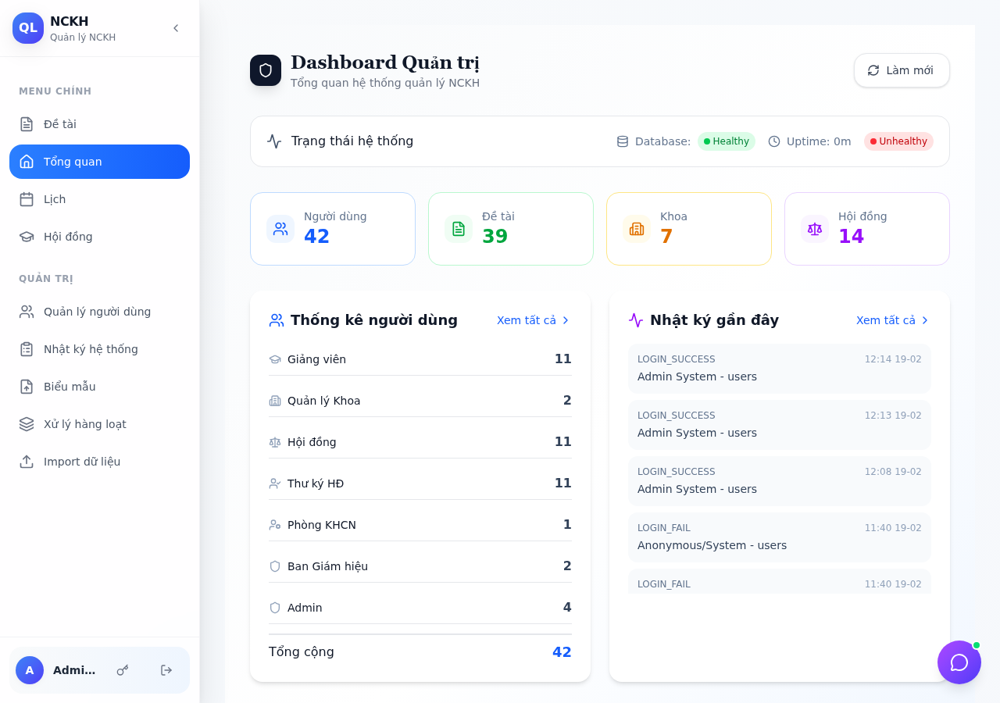 QL
NCKH
Quản lý NCKH
MENU CHÍNH
Đề tài
Tổng quan
Lịch
Hội đồng
QUẢN TRỊ
Quản lý người dùng
Nhật ký hệ thống
Biểu mẫu
Xử lý hàng loạt
Import dữ liệu
A
Admi...
Dashboard Quản trị
Tổng quan hệ thống quản lý NCKH
Làm mới
Trạng thái hệ thống
Database: Healthy
Uptime: 0m
Unhealthy
Người dùng
42
Đề tài
39
Khoa
7
Hội đồng
14
Thống kê người dùng
Xem tất cả
Giảng viên 11
Quản lý Khoa 2
Hội đồng 11
Thư ký HĐ 11
Phòng KHCN 1
Ban Giám hiệu 2
Admin 4
Tổng cộng 42
Nhật ký gần đây
Xem tất cả
LOGIN_SUCCESS 12:14 19-02
Admin System - users
LOGIN_SUCCESS 12:13 19-02
Admin System - users
LOGIN_SUCCESS 12:08 19-02
Admin System - users
LOGIN_FAIL 11:40 19-02
Anonymous/System - users
LOGIN_FAIL 11:40 19-02